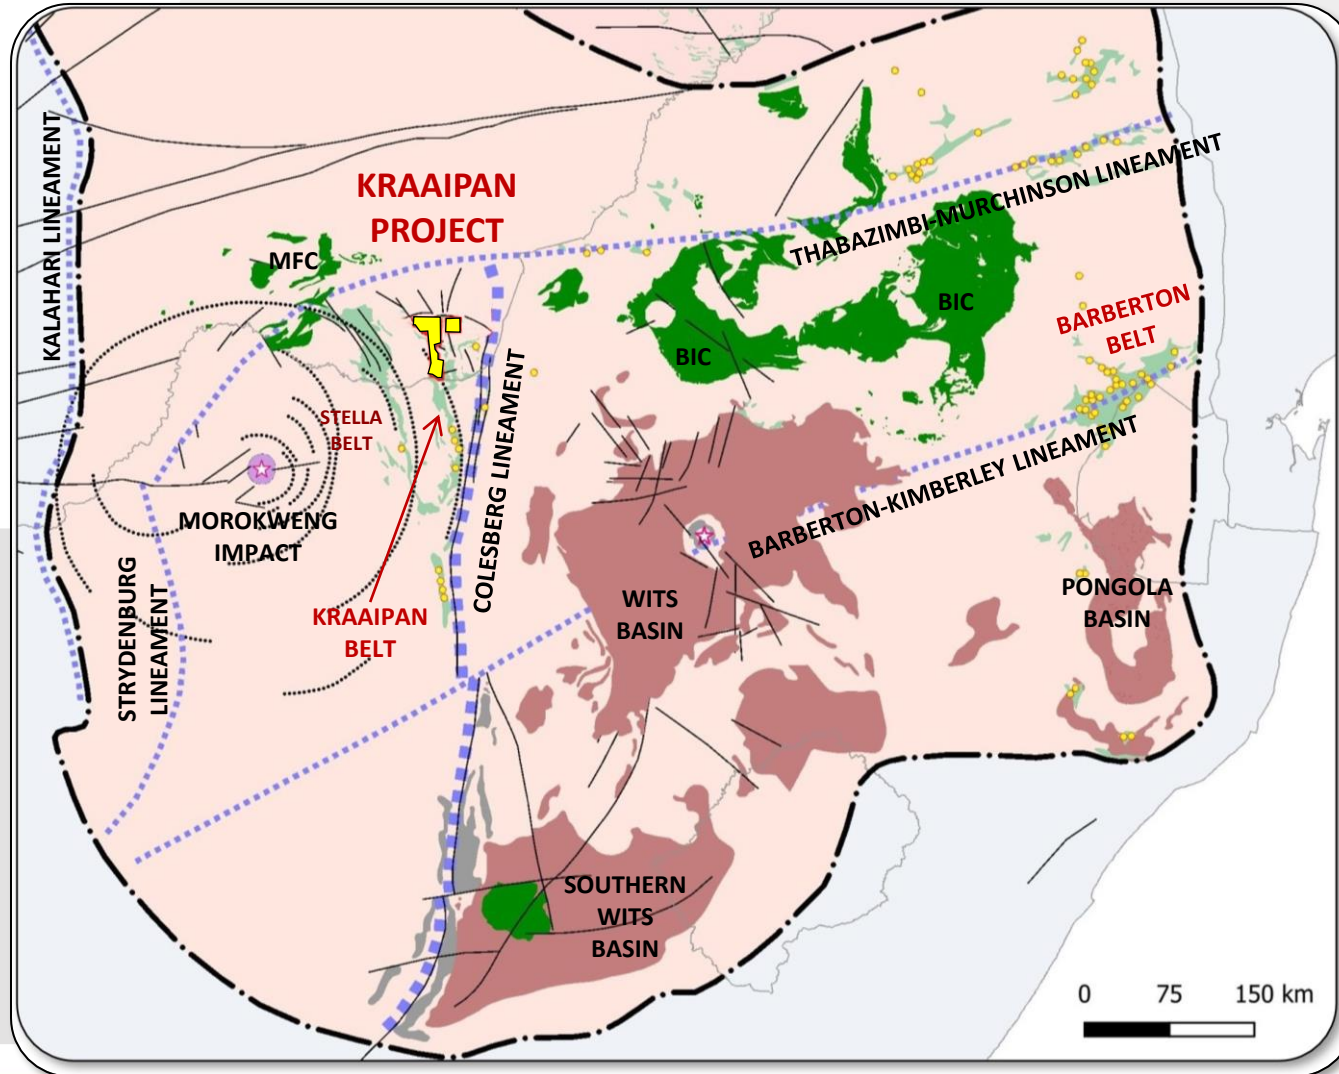 KALAHARI LINEAMENT
KRAAIPAN
PROJECT
THABAZIMBI-MURCHINSON LINEAMENT
MFC
BIC
BIC
BARBERTON
BELT
STELLA
BELT
COLESBERG LINEAMENT
BARBERTON-KIMBERLEY LINEAMENT
MOROKWENG
IMPACT
STRYDENBURG
LINEAMENT
KRAAIPAN
BELT
WITS
BASIN
PONGOLA
BASIN
SOUTHERN
WITS
BASIN
0 75 150 km